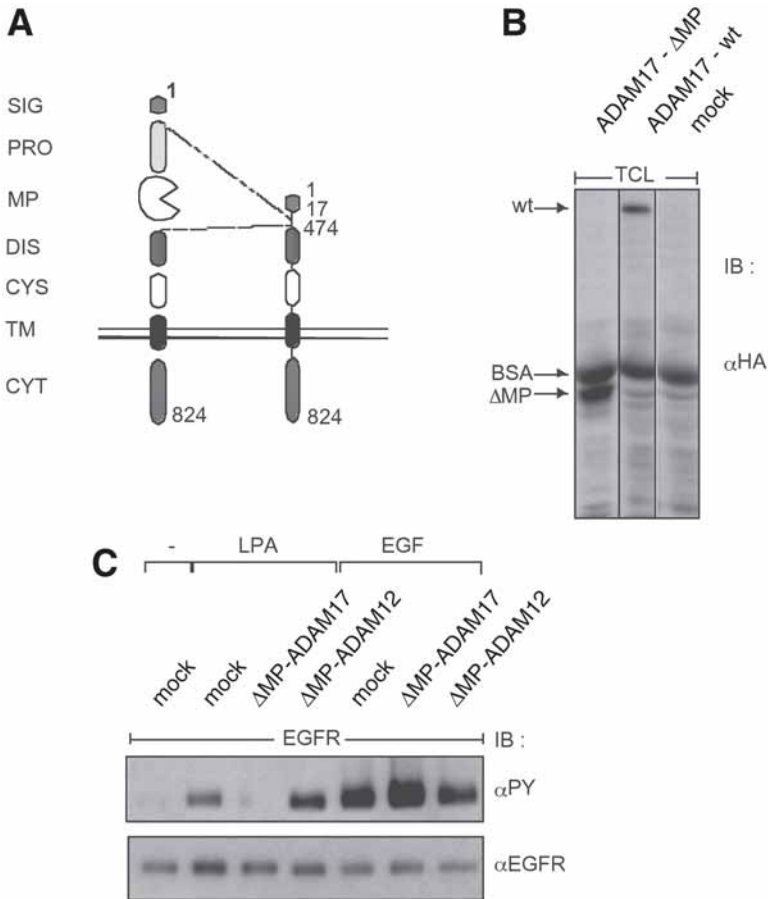 A
SIG
1
PRO
MP
1
17
474
DIS
CYS
TM
CYT
824
824
B
ADAM17 - ΔMP
ADAM17 - wt
mock
TCL
wt
IB :
BSA
αHA
ΔMP
C
-
LPA
EGF
mock
mock
ΔMP-ADAM17
ΔMP-ADAM12
mock
ΔMP-ADAM17
ΔMP-ADAM12
EGFR
IB :
αPY
αEGFR